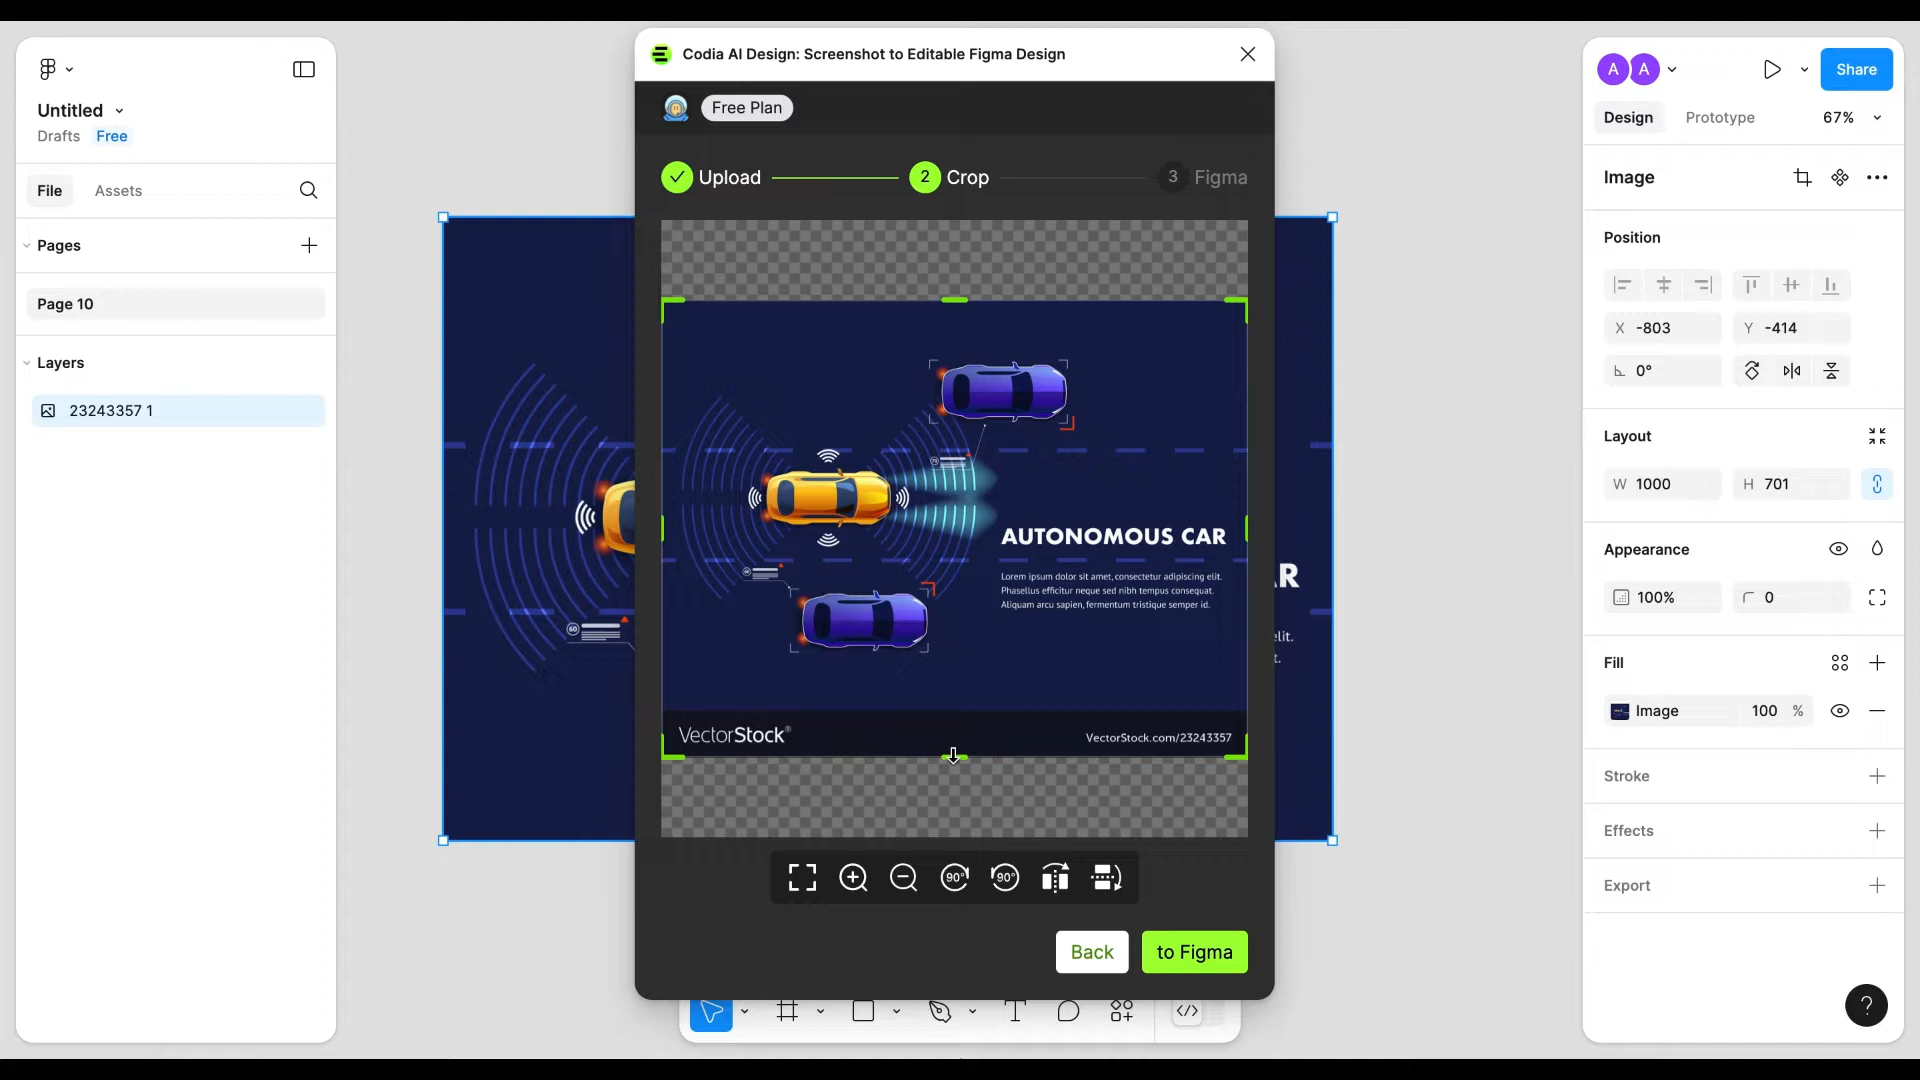 Codia AI Design: Screenshot to Editable Figma Design
Free Plan
Upload
2 Crop
3 Figma
70
AUTONOMOUS CAR
Lorem ipsum dolor sit amet, consectetur adipiscing elit.
Phasellus efficitur neque sed nibh tempus consequat.
Aliquam arcu sapien, fermentum tristique semper id.
60
VectorStock®
VectorStock.com/23243357
90°
90°
Back
to Figma
Untitled
Drafts
Free
File
Assets
Pages
Page 10
Layers
23243357 1
60
R
elit.
t.
A
A
Share
Design
Prototype
67%
Image
Position
X -803
Y -414
0°
Layout
W 1000
H 701
Appearance
100%
0
Fill
Image
100 %
Stroke
Effects
Export
?